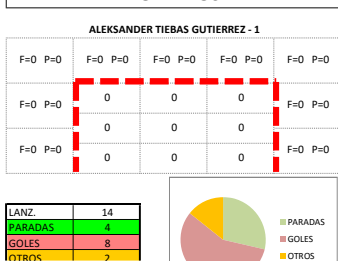 ALEKSANDER TIEBAS GUTIERREZ - 1
F=0 P=0 F=0 P=0 F=0 P=0 F=0 P=0 F=0 P=0
F=0 P=0 0 0 0 F=0 P=0
0 0 0
F=0 P=0 0 0 0 F=0 P=0
LANZ. 14
PARADAS 4
GOLES 8
OTROS 2
PARADAS
GOLES
OTROS